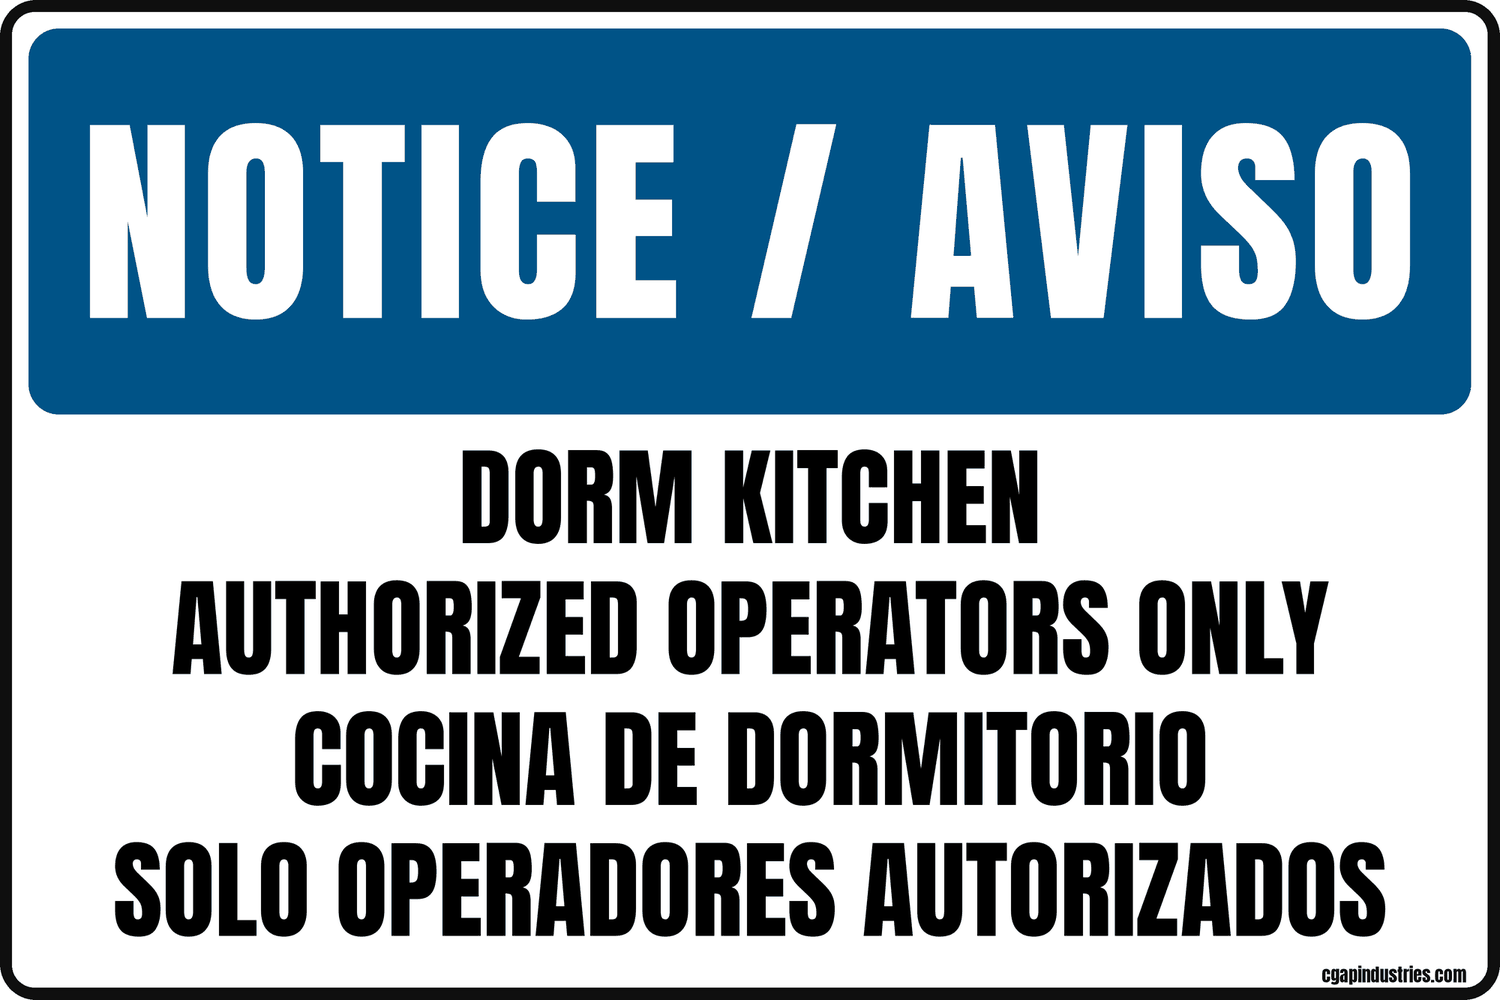 NOTICE / AVISO
DORM KITCHEN
AUTHORIZED OPERATORS ONLY
COCINA DE DORMITORIO
SOLO OPERADORES AUTORIZADOS
cgapindustries.com